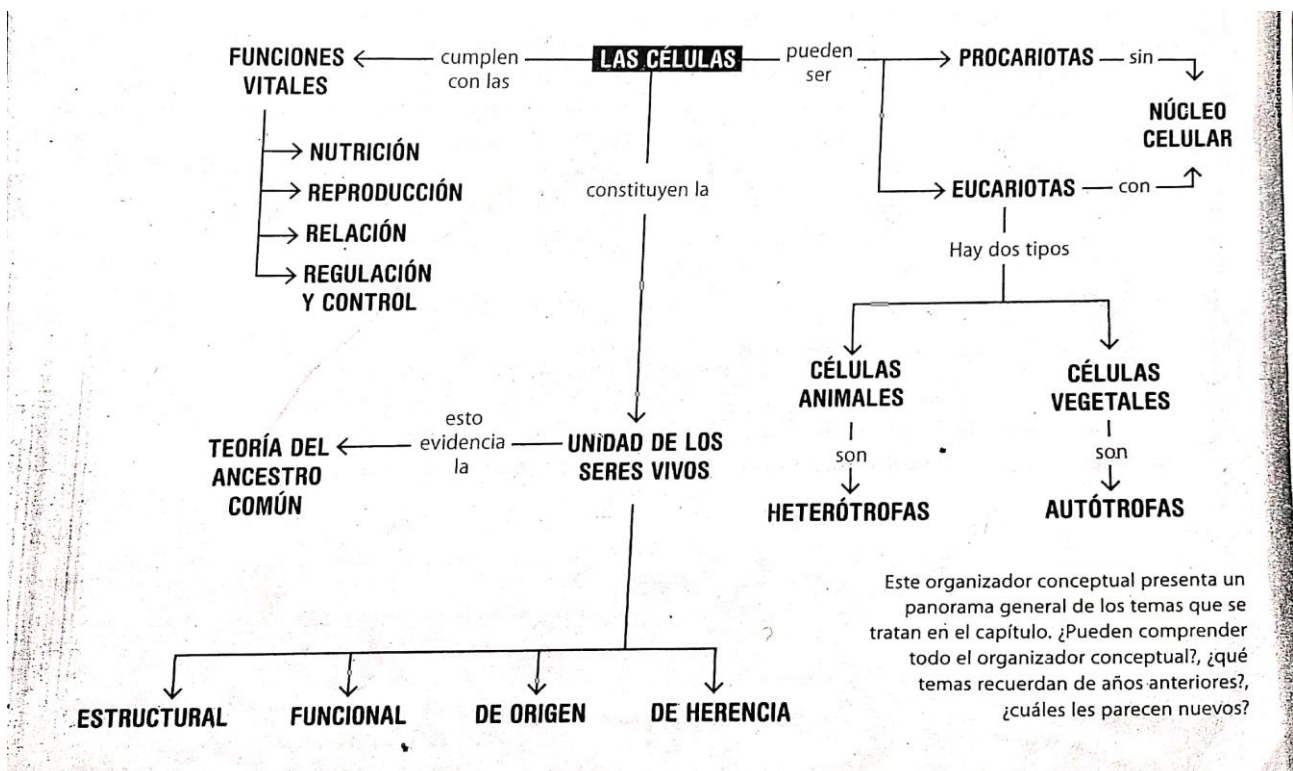 FUNCIONES
VITALES
cumplen
con las
LAS CÉLULAS
pueden
ser
PROCARIOTAS
sin
NÚCLEO
CELULAR
NUTRICIÓN
REPRODUCCIÓN
RELACIÓN
REGULACIÓN
Y CONTROL
constituyen la
EUCARIOTAS
con
Hay dos tipos
CÉLULAS
ANIMALES
son
HETERÓTROFAS
CÉLULAS
VEGETALES
son
AUTÓTROFAS
UNIDAD DE LOS
SERES VIVOS
esto
evidencia
la
TEORÍA DEL
ANCESTRO
COMÚN
ESTRUCTURAL
FUNCIONAL
DE ORIGEN
DE HERENCIA
Este organizador conceptual presenta un
panorama general de los temas que se
tratan en el capítulo. ¿Pueden comprender
todo el organizador conceptual?, ¿qué
temas recuerdan de años anteriores?,
¿cuáles les parecen nuevos?